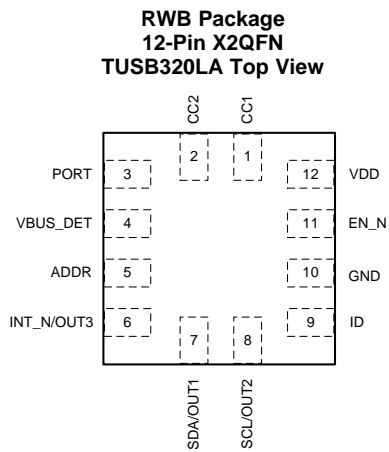 RWB Package
12-Pin X2QFN
TUSB320LA Top View
CC2
CC1
2
1
PORT
3
12
VDD
VBUS_DET
4
11
EN_N
ADDR
5
10
GND
INT_N/OUT3
6
9
ID
7
8
SDA/OUT1
SCL/OUT2